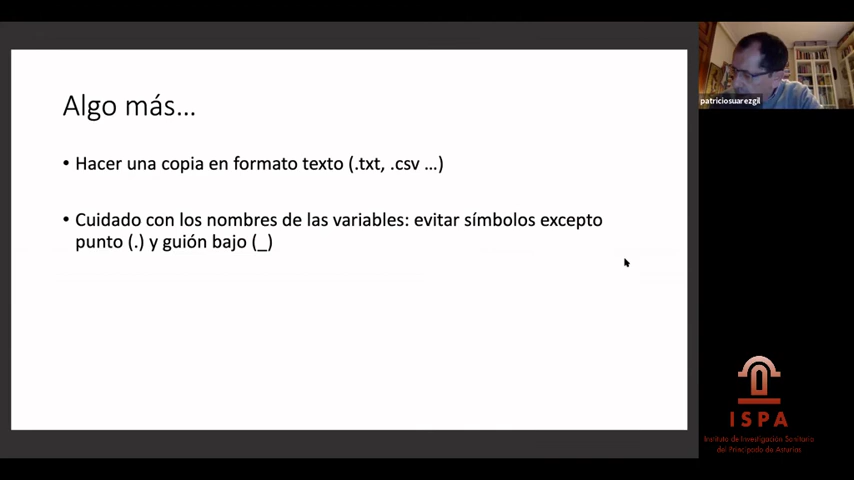 Algo más...
• Hacer una copia en formato texto (.txt, .csv ...)
• Cuidado con los nombres de las variables: evitar símbolos excepto
punto (.) y guión bajo (_)
patriciosuarezgil
ISPA
Instituto de Investigación Sanitaria
del Principado de Asturias